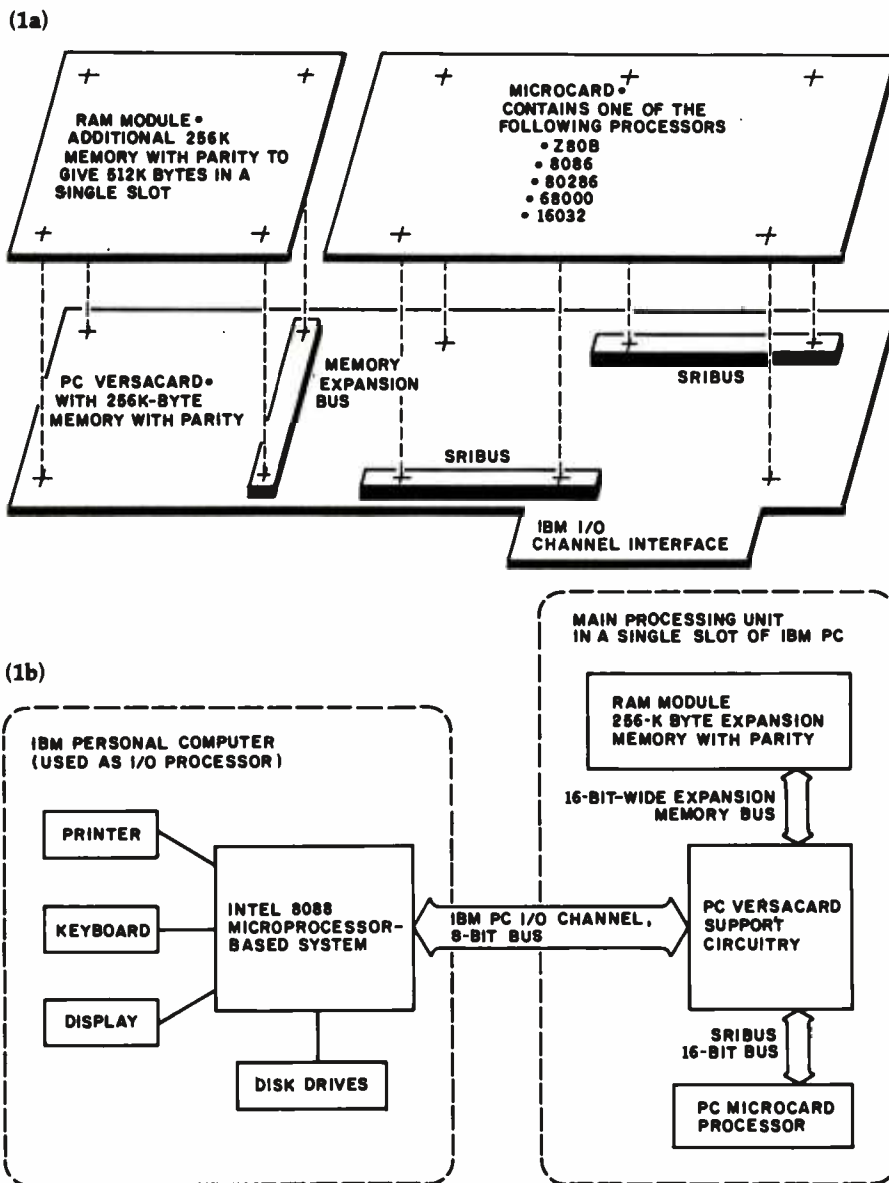 (1a)
RAM MODULE •
ADDITIONAL 256K
MEMORY WITH PARITY TO
GIVE 512K BYTES IN A
SINGLE SLOT
MICROCARD •
CONTAINS ONE OF THE
FOLLOWING PROCESSORS
• Z80B
• 8086
• 80286
• 68000
• 16032
PC VERSACARD •
WITH 256K-BYTE
MEMORY WITH PARITY
MEMORY
EXPANSION
BUS
SRIBUS
SRIBUS
IBM I/O
CHANNEL INTERFACE
(1b)
IBM PERSONAL COMPUTER
(USED AS I/O PROCESSOR)
PRINTER
KEYBOARD
DISPLAY
INTEL 8088
MICROPROCESSOR-
BASED SYSTEM
DISK DRIVES
IBM PC I/O CHANNEL,
8-BIT BUS
MAIN PROCESSING UNIT
IN A SINGLE SLOT OF IBM PC
RAM MODULE
256-K BYTE EXPANSION
MEMORY WITH PARITY
16-BIT-WIDE EXPANSION
MEMORY BUS
PC VERSACARD
SUPPORT
CIRCUITRY
SRIBUS
16-BIT BUS
PC MICROCARD
PROCESSOR